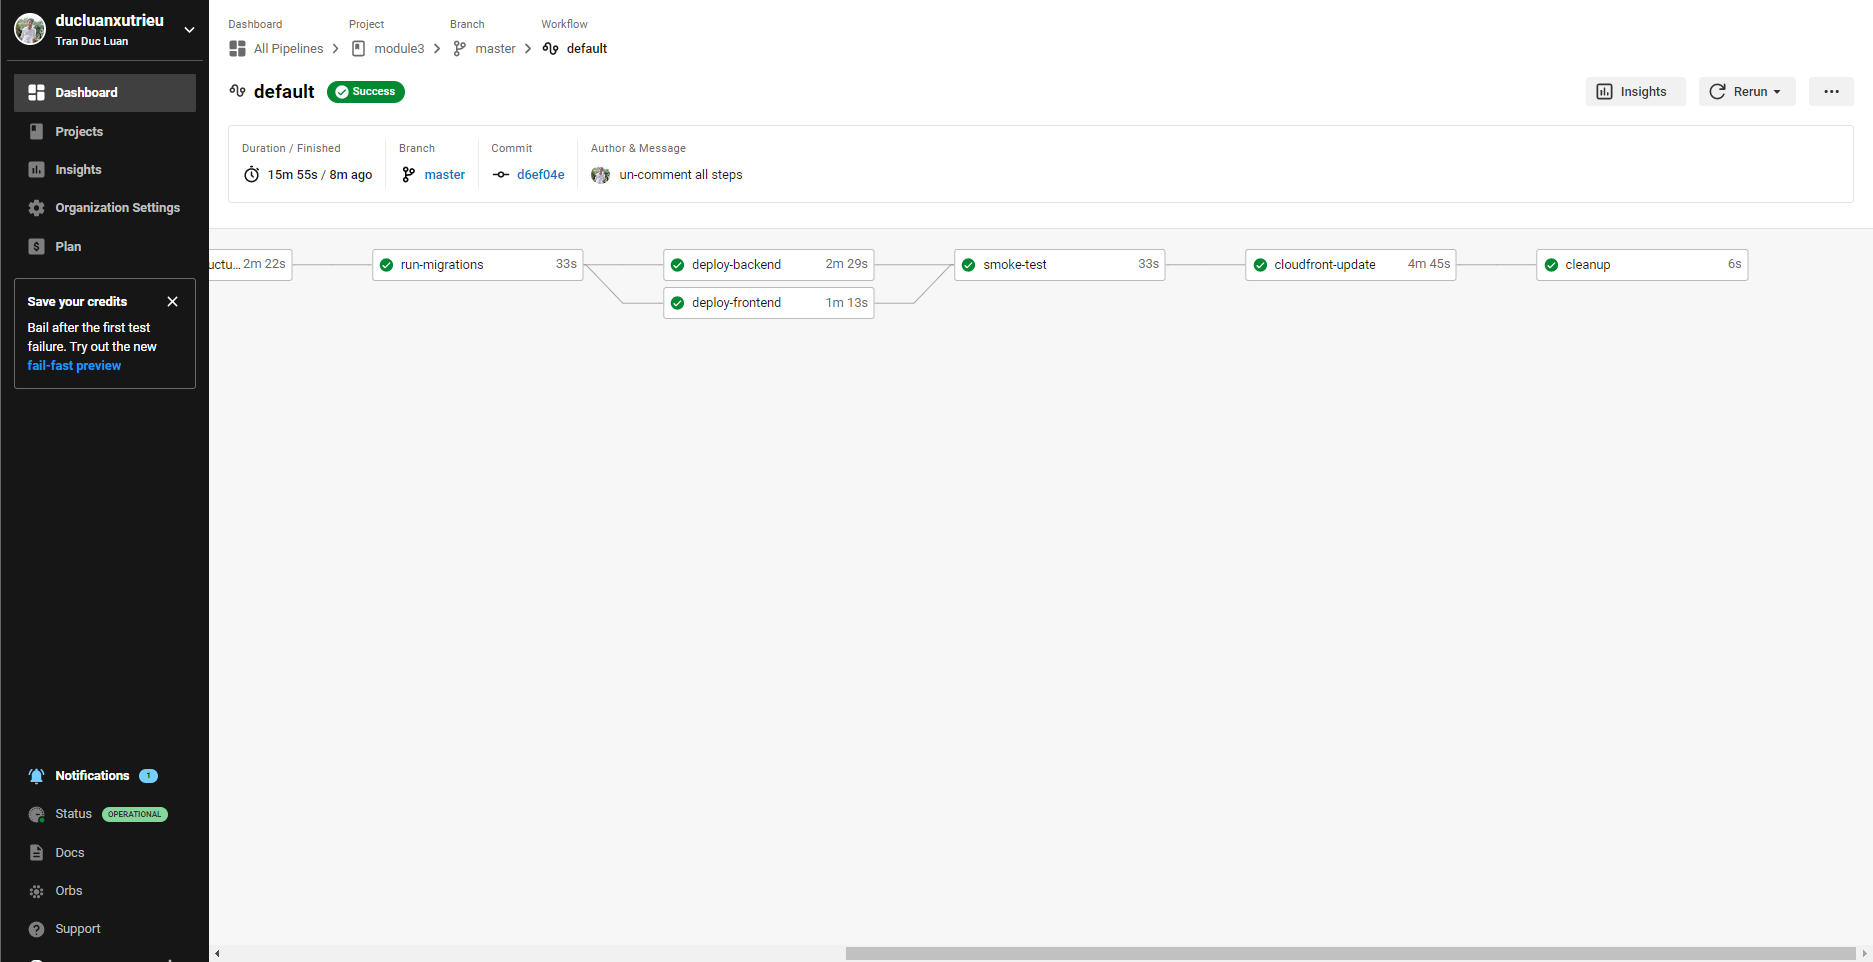 ducluanxutrieu
Tran Duc Luan
Dashboard
Projects
Insights
Organization Settings
Plan
Save your credits
Bail after the first test
failure. Try out the new
fail-fast preview
Notifications 1
Status OPERATIONAL
Docs
Orbs
Support
Dashboard Project Branch Workflow
All Pipelines module3 master default
default Success
Insights Rerun
Duration / Finished Branch Commit Author & Message
15m 55s / 8m ago master d6ef04e un-comment all steps
uctu... 2m 22s
run-migrations 33s
deploy-backend 2m 29s
deploy-frontend 1m 13s
smoke-test 33s
cloudfront-update 4m 45s
cleanup 6s